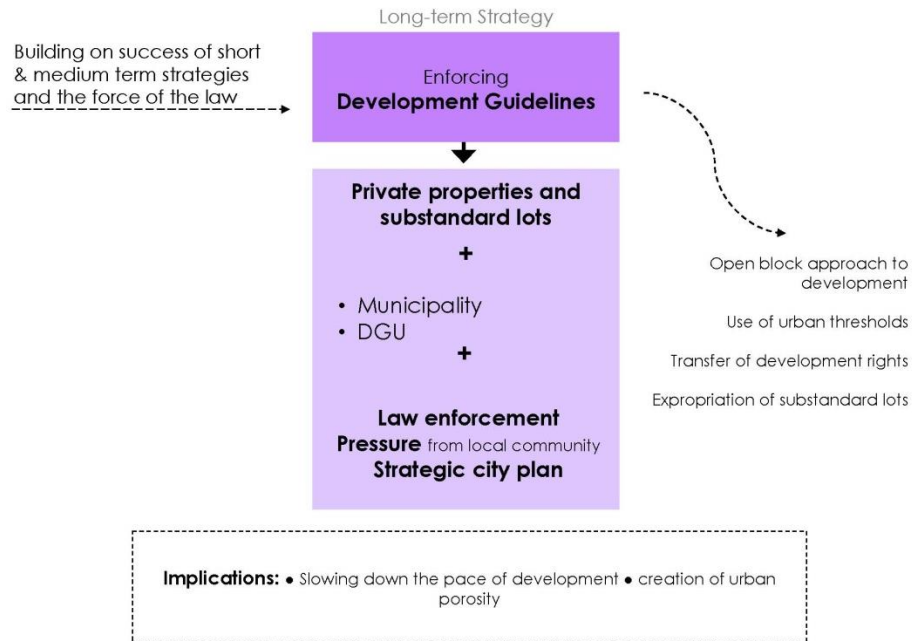 Long-term Strategy
Building on success of short
& medium term strategies
and the force of the law
Enforcing
Development Guidelines
Private properties and
substandard lots
+
• Municipality
• DGU
+
Law enforcement
Pressure from local community
Strategic city plan
Open block approach to
development
Use of urban thresholds
Transfer of development rights
Expropriation of substandard lots
Implications: ● Slowing down the pace of development ● creation of urban
porosity